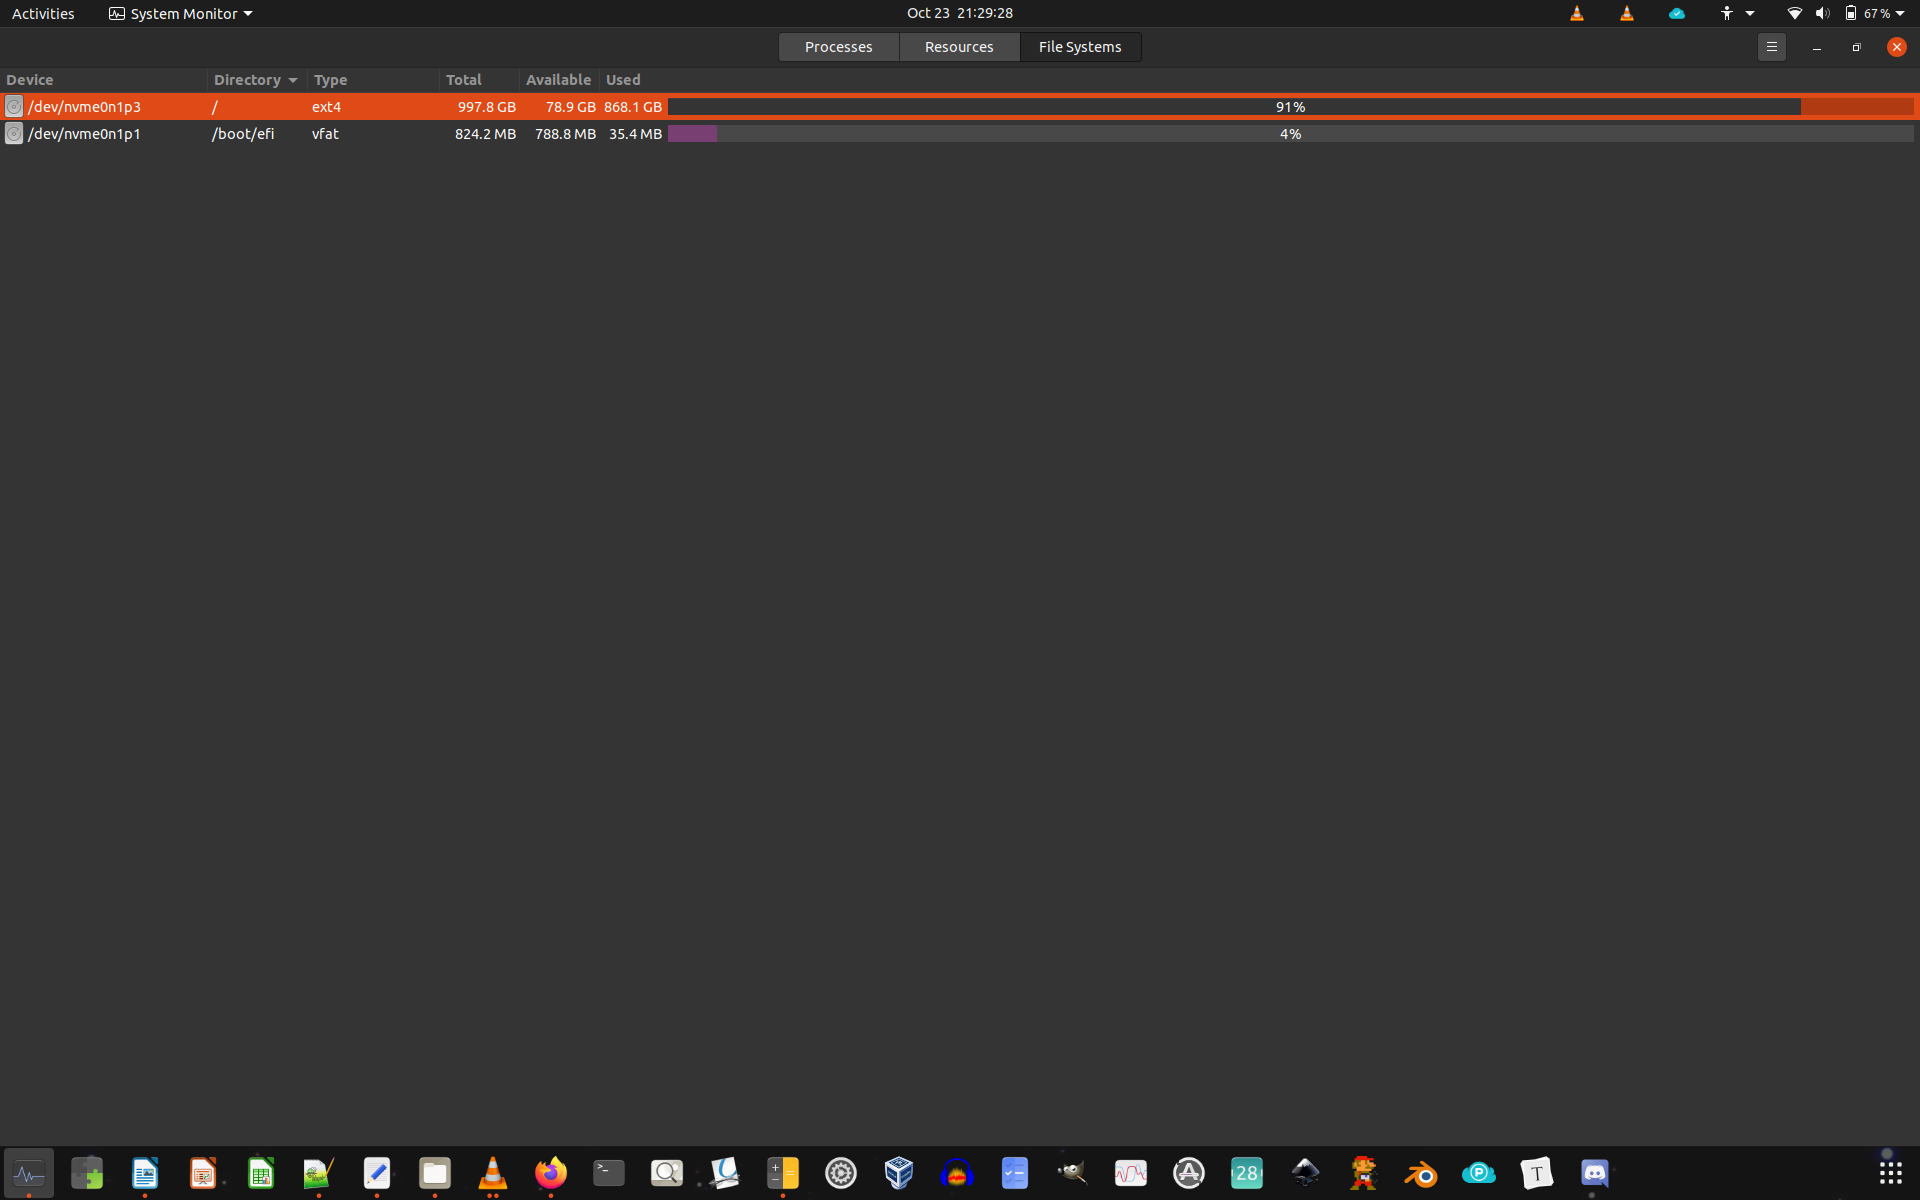 Activities System Monitor Oct 23 21:29:28 67 %
Processes Resources File Systems
Device Directory Type Total Available Used
/dev/nvme0n1p3 / ext4 997.8 GB 78.9 GB 868.1 GB 91%
/dev/nvme0n1p1 /boot/efi vfat 824.2 MB 788.8 MB 35.4 MB 4%
28